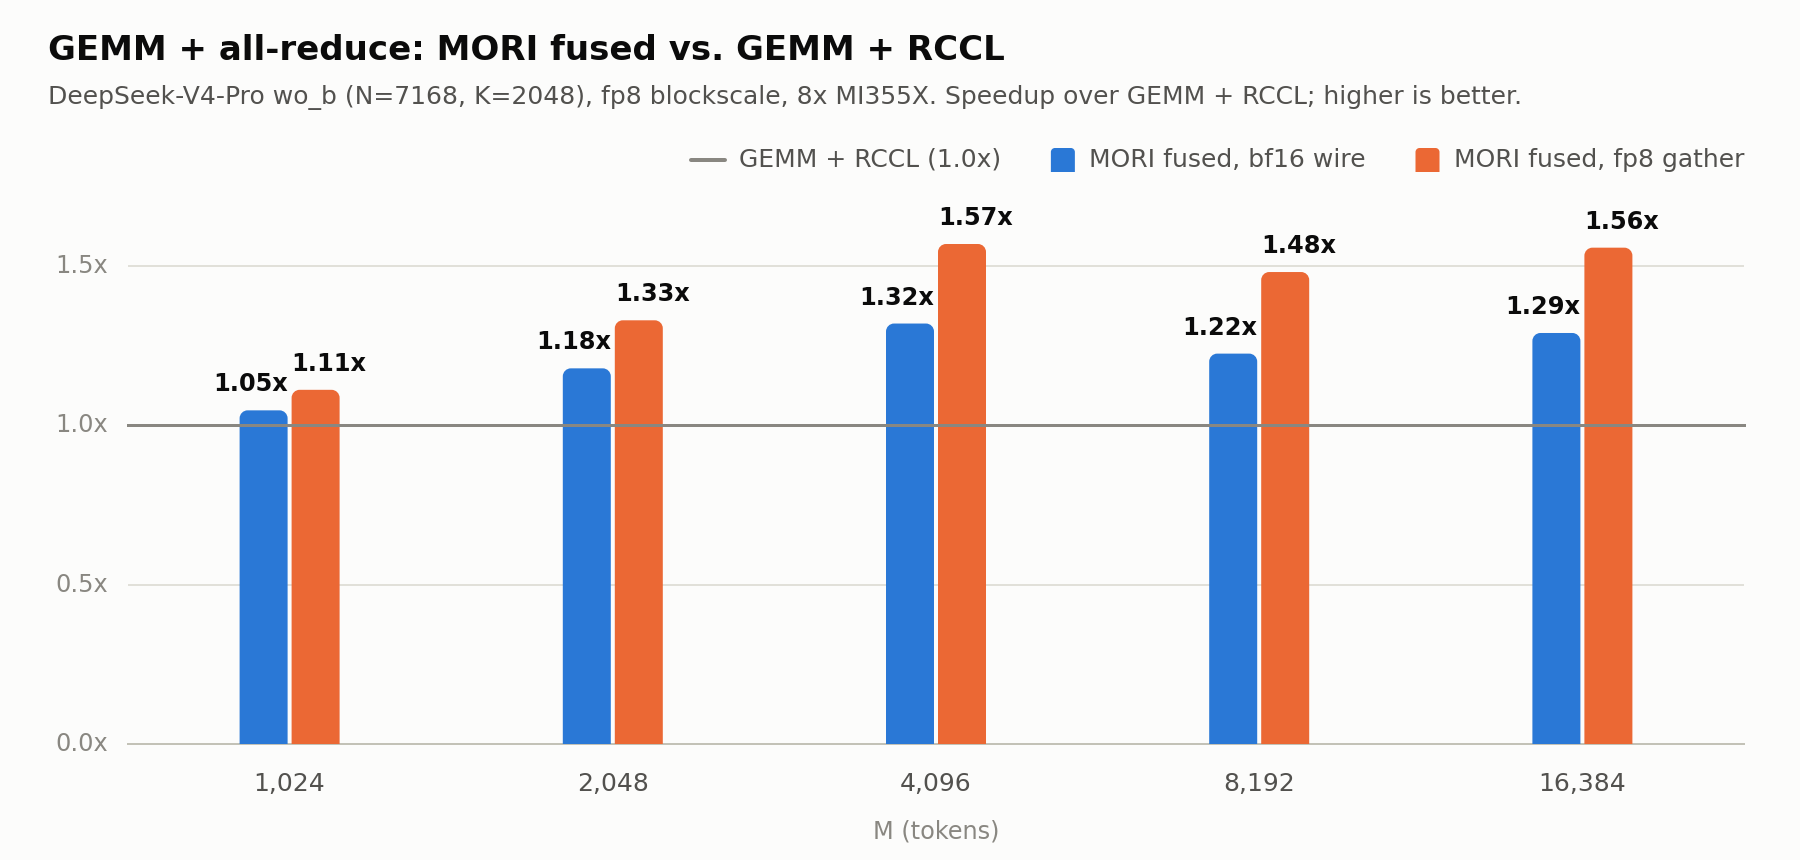 GEMM + all-reduce: MORI fused vs. GEMM + RCCL
DeepSeek-V4-Pro wo_b (N=7168, K=2048), fp8 blockscale, 8x MI355X. Speedup over GEMM + RCCL; higher is better.
GEMM + RCCL (1.0x) MORI fused, bf16 wire MORI fused, fp8 gather
1.57x
1.56x
1.48x
1.5x
1.33x
1.32x
1.29x
1.22x
1.18x
1.11x
1.05x
1.0x
0.5x
0.0x
1,024 2,048 4,096 8,192 16,384
M (tokens)